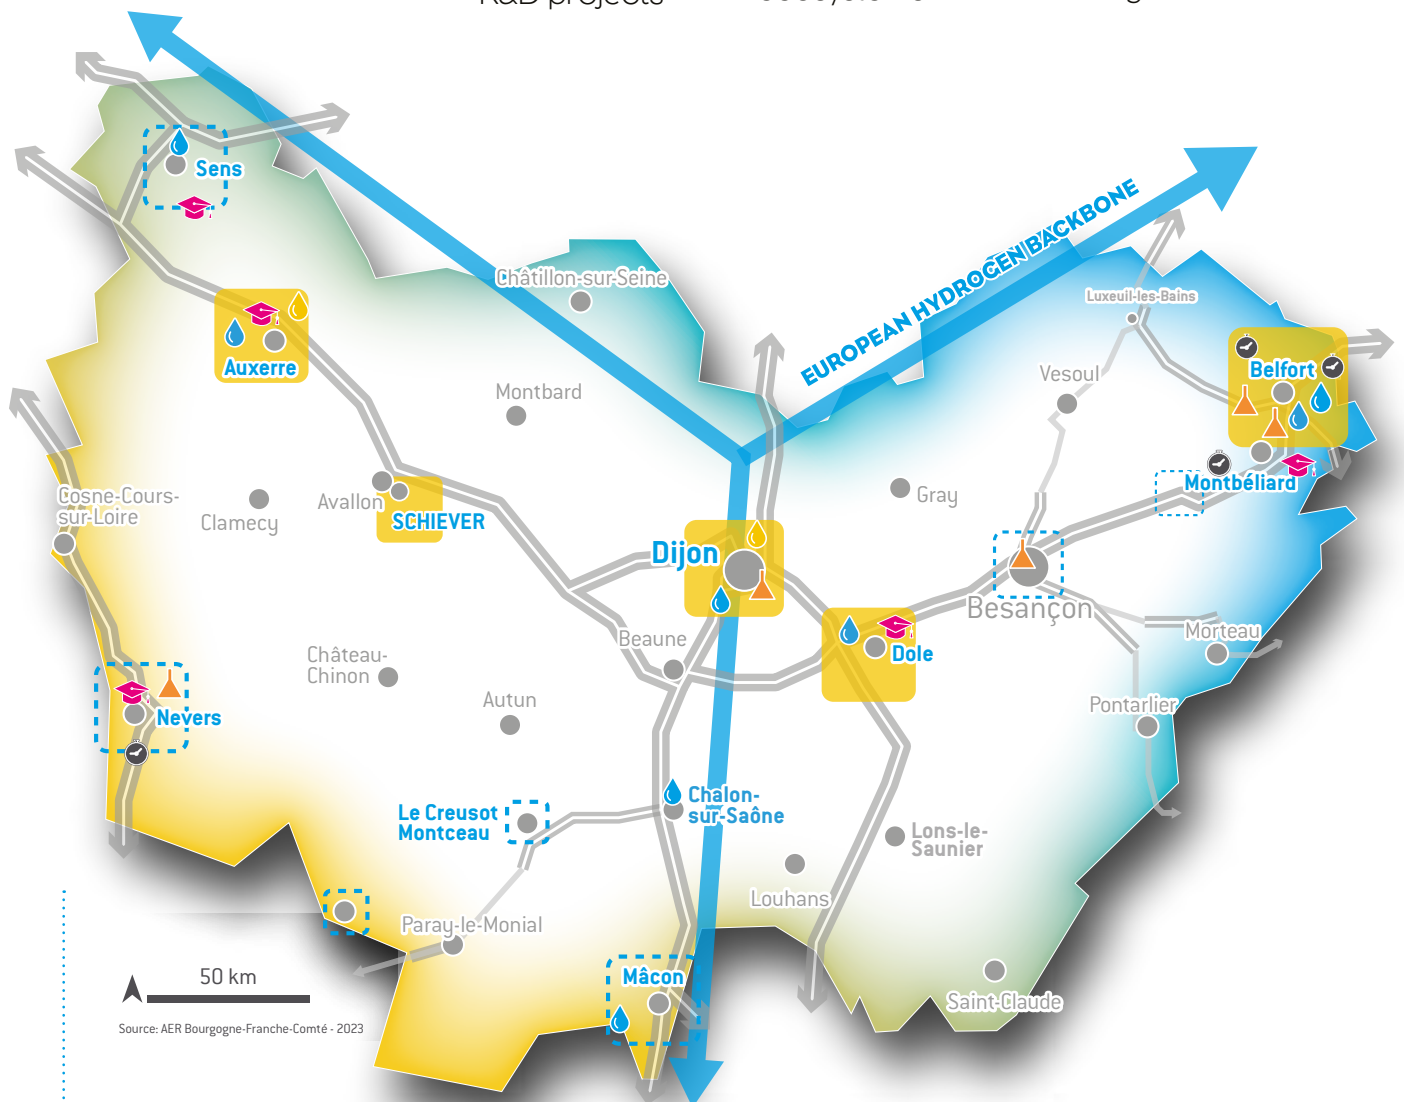 R&D projects
Sens
EUROPEAN HYDROGEN BACKBONE
Châtillon-sur-Seine
Luxeuil-les-Bains
Auxerre
Montbard
Vesoul
Belfort
Cosne-Cours-
sur-Loire
Clamecy
Avallon
SCHIEVER
Gray
Montbéliard
Dijon
Besançon
Beaune
Dole
Morteau
Château-
Chinon
Autun
Nevers
Pontarlier
Le Creusot
Montceau
Chalon-
sur-Saône
Lons-le-
Saunier
Louhans
Paray-le-Monial
Mâcon
Saint-Claude
50 km
Source: AER Bourgogne-Franche-Comté - 2023